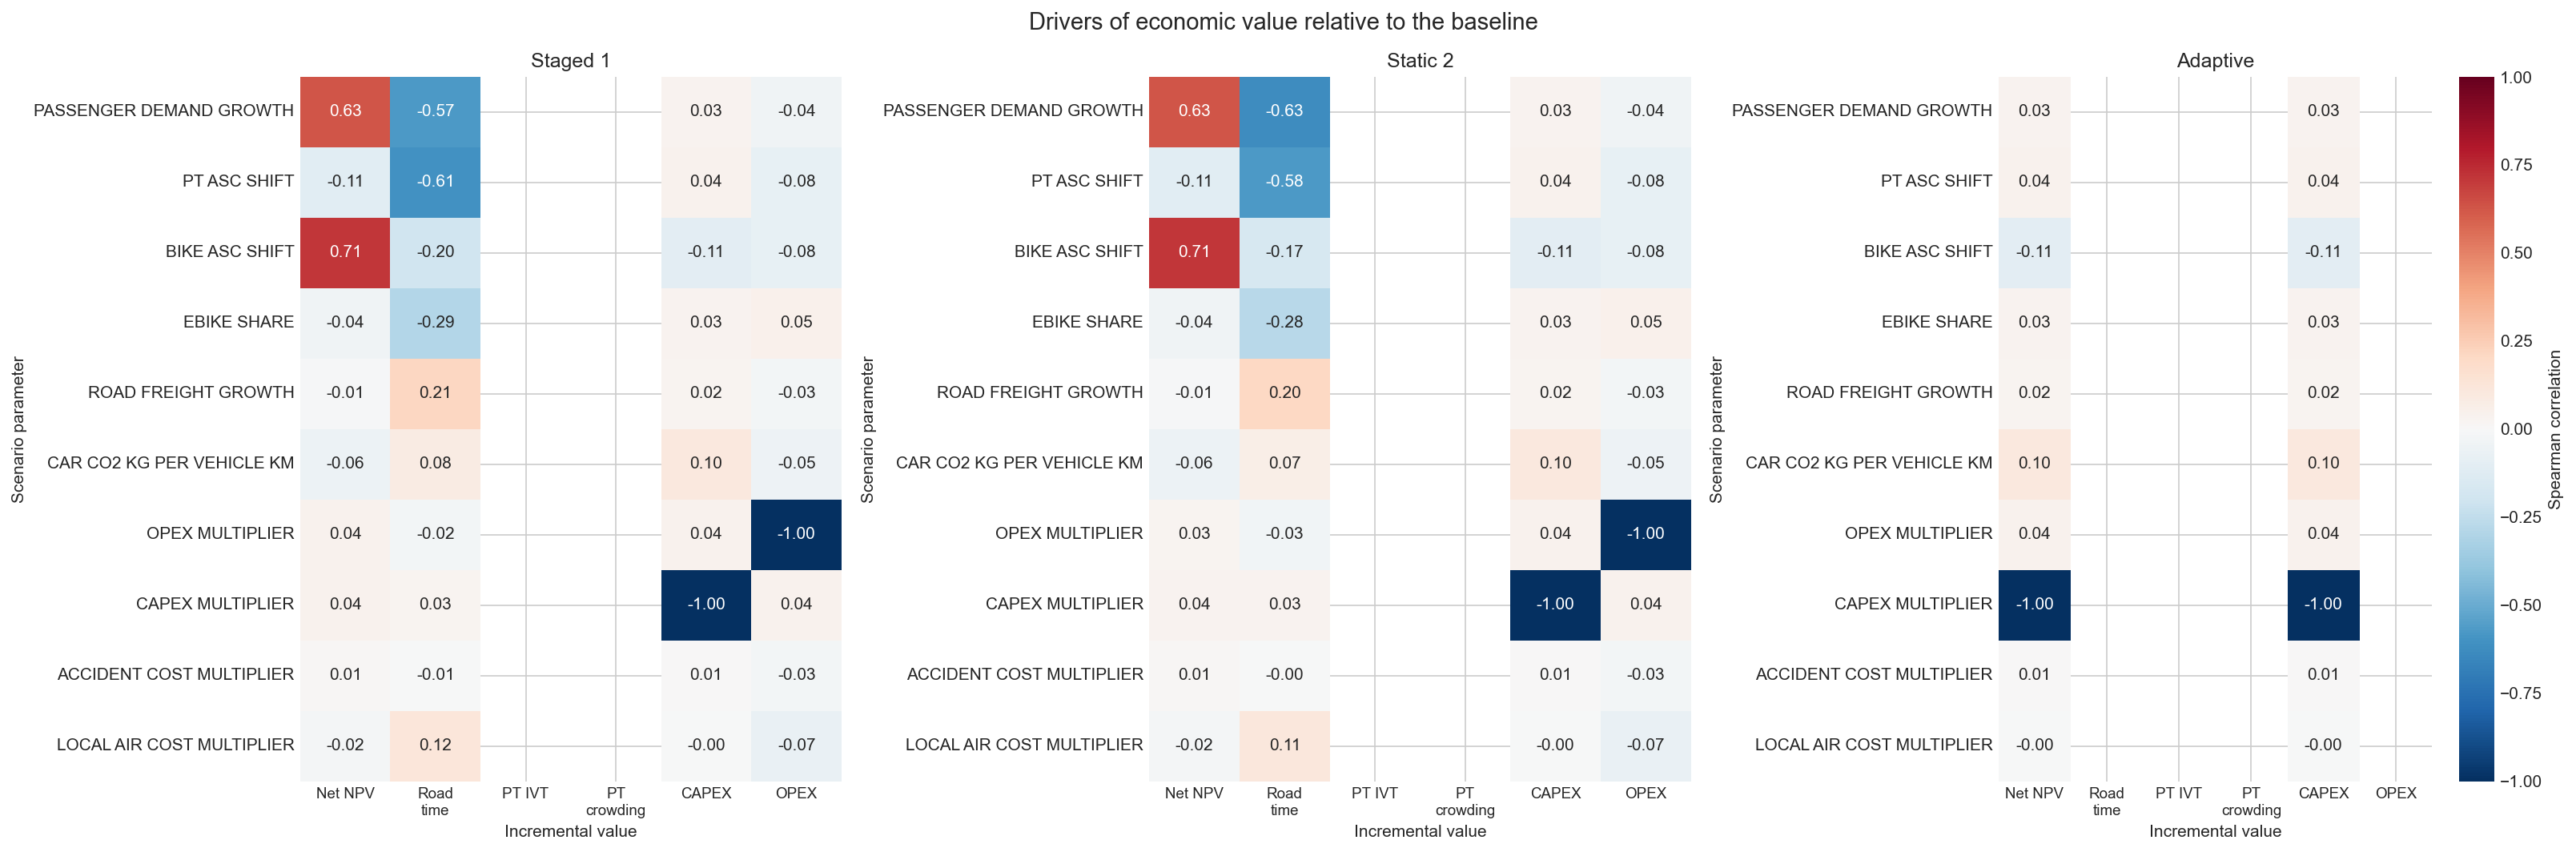 Drivers of economic value relative to the baseline
Staged 1
Scenario parameter
PASSENGER DEMAND GROWTH 0.63 -0.57 0.03 -0.04
PT ASC SHIFT -0.11 -0.61 0.04 -0.08
BIKE ASC SHIFT 0.71 -0.20 -0.11 -0.08
EBIKE SHARE -0.04 -0.29 0.03 0.05
ROAD FREIGHT GROWTH -0.01 0.21 0.02 -0.03
CAR CO2 KG PER VEHICLE KM -0.06 0.08 0.10 -0.05
OPEX MULTIPLIER 0.04 -0.02 0.04 -1.00
CAPEX MULTIPLIER 0.04 0.03 -1.00 0.04
ACCIDENT COST MULTIPLIER 0.01 -0.01 0.01 -0.03
LOCAL AIR COST MULTIPLIER -0.02 0.12 -0.00 -0.07
Net NPV Road PT IVT PT CAPEX OPEX
time crowding
Incremental value
Static 2
Scenario parameter
PASSENGER DEMAND GROWTH 0.63 -0.63 0.03 -0.04
PT ASC SHIFT -0.11 -0.58 0.04 -0.08
BIKE ASC SHIFT 0.71 -0.17 -0.11 -0.08
EBIKE SHARE -0.04 -0.28 0.03 0.05
ROAD FREIGHT GROWTH -0.01 0.20 0.02 -0.03
CAR CO2 KG PER VEHICLE KM -0.06 0.07 0.10 -0.05
OPEX MULTIPLIER 0.03 -0.03 0.04 -1.00
CAPEX MULTIPLIER 0.04 0.03 -1.00 0.04
ACCIDENT COST MULTIPLIER 0.01 -0.00 0.01 -0.03
LOCAL AIR COST MULTIPLIER -0.02 0.11 -0.00 -0.07
Net NPV Road PT IVT PT CAPEX OPEX
time crowding
Incremental value
Adaptive
Scenario parameter
PASSENGER DEMAND GROWTH 0.03 0.03
PT ASC SHIFT 0.04 0.04
BIKE ASC SHIFT -0.11 -0.11
EBIKE SHARE 0.03 0.03
ROAD FREIGHT GROWTH 0.02 0.02
CAR CO2 KG PER VEHICLE KM 0.10 0.10
OPEX MULTIPLIER 0.04 0.04
CAPEX MULTIPLIER -1.00 -1.00
ACCIDENT COST MULTIPLIER 0.01 0.01
LOCAL AIR COST MULTIPLIER -0.00 -0.00
Net NPV Road PT IVT PT CAPEX OPEX
time crowding
Incremental value
1.00
0.75
0.50
0.25
0.00
−0.25
−0.50
−0.75
−1.00
Spearman correlation